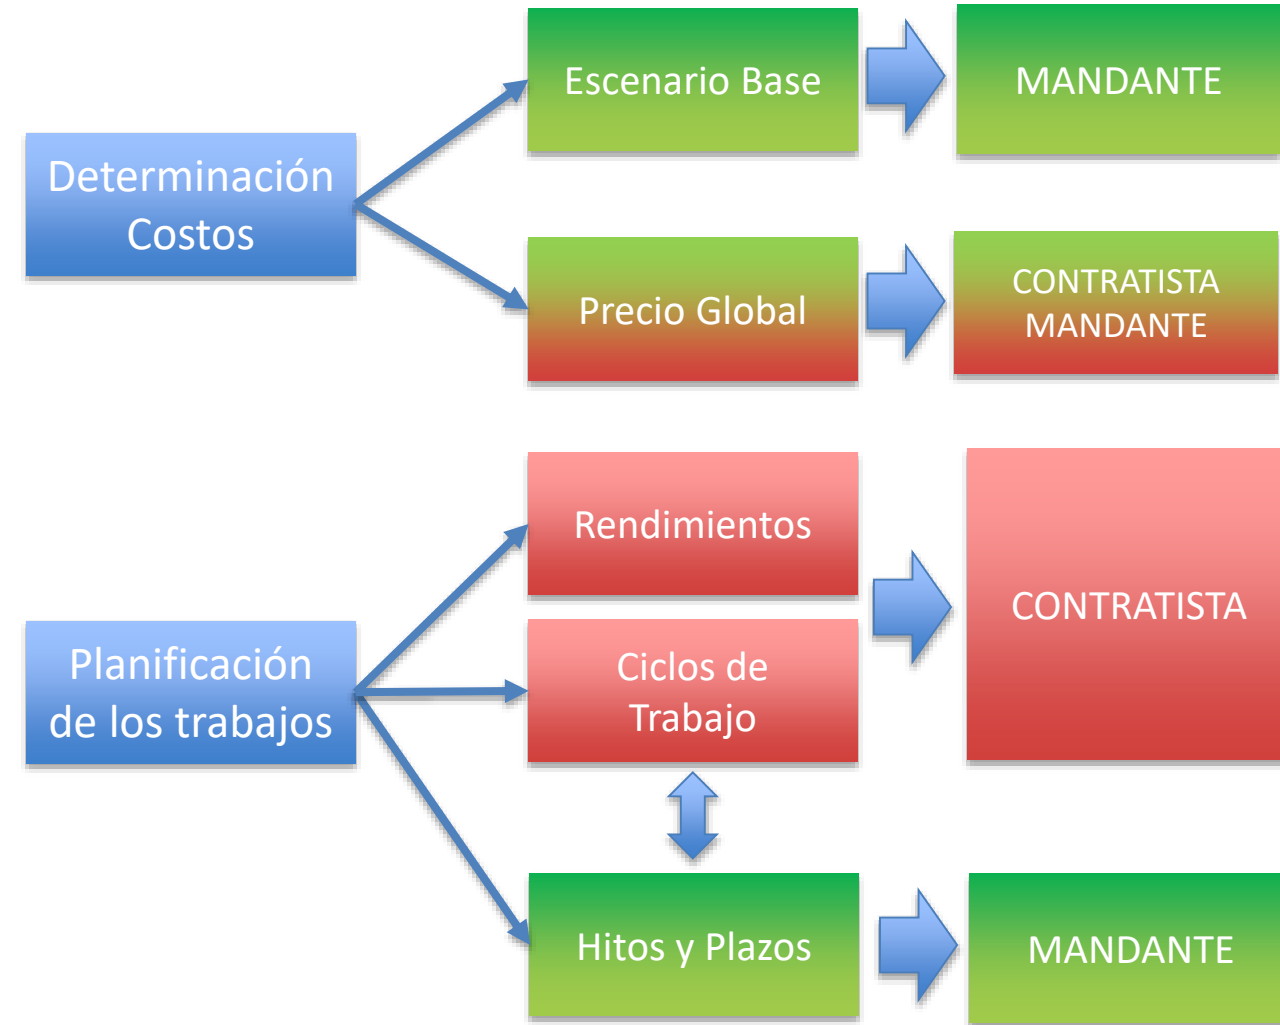 Escenario Base
MANDANTE
Determinación
Costos
Precio Global
CONTRATISTA
MANDANTE
Rendimientos
CONTRATISTA
Planificación
de los trabajos
Ciclos de
Trabajo
Hitos y Plazos
MANDANTE